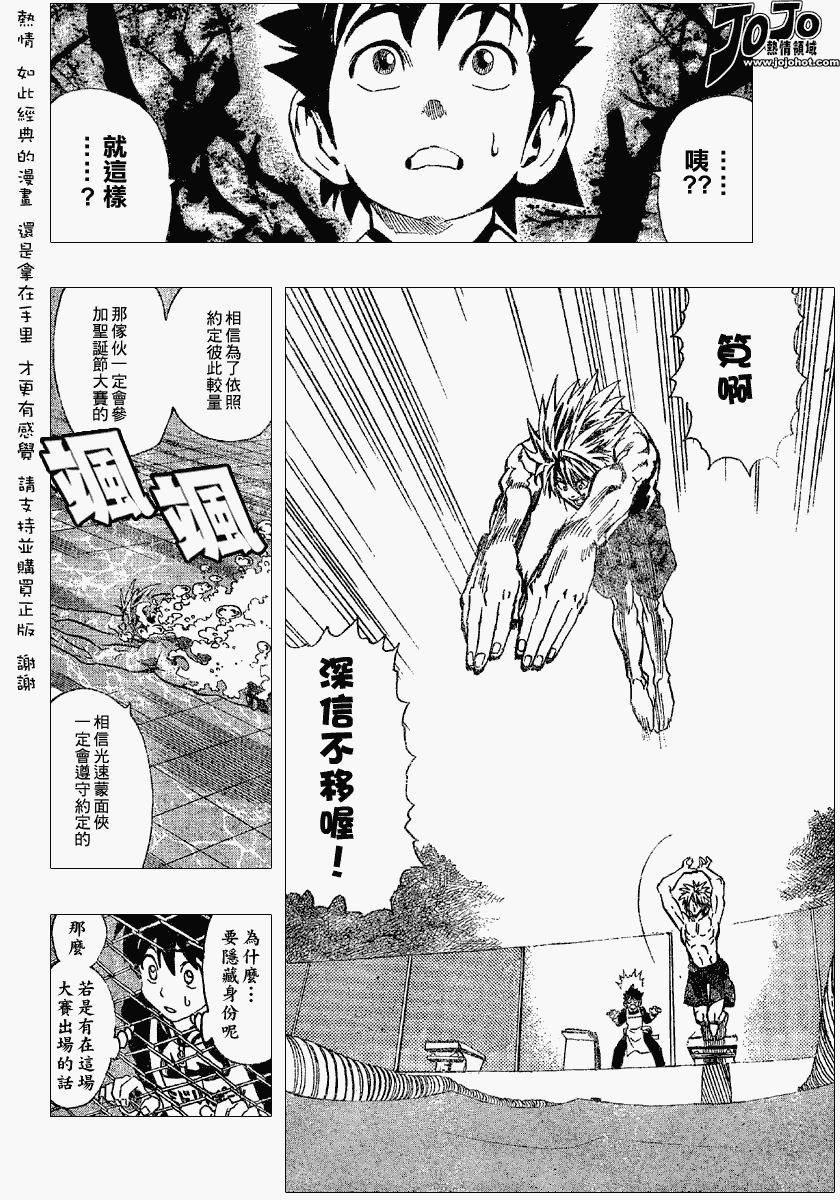 JOJO
熱情領域
www.jojohot.com
……
咦??
就這樣
……?
筧啊
深信不移喔！
相信為了依照
約定彼此較量
那傢伙一定會參
加聖誕節大賽的
颯
颯
相信光速蒙面俠
一定會遵守約定的
為什麼…
要隱藏身份呢
那麼
若是有在這場
大賽出場的話
熱情 如此經典的漫畫 還是拿在手里 才更有感覺 請支持並購買正版 謝謝